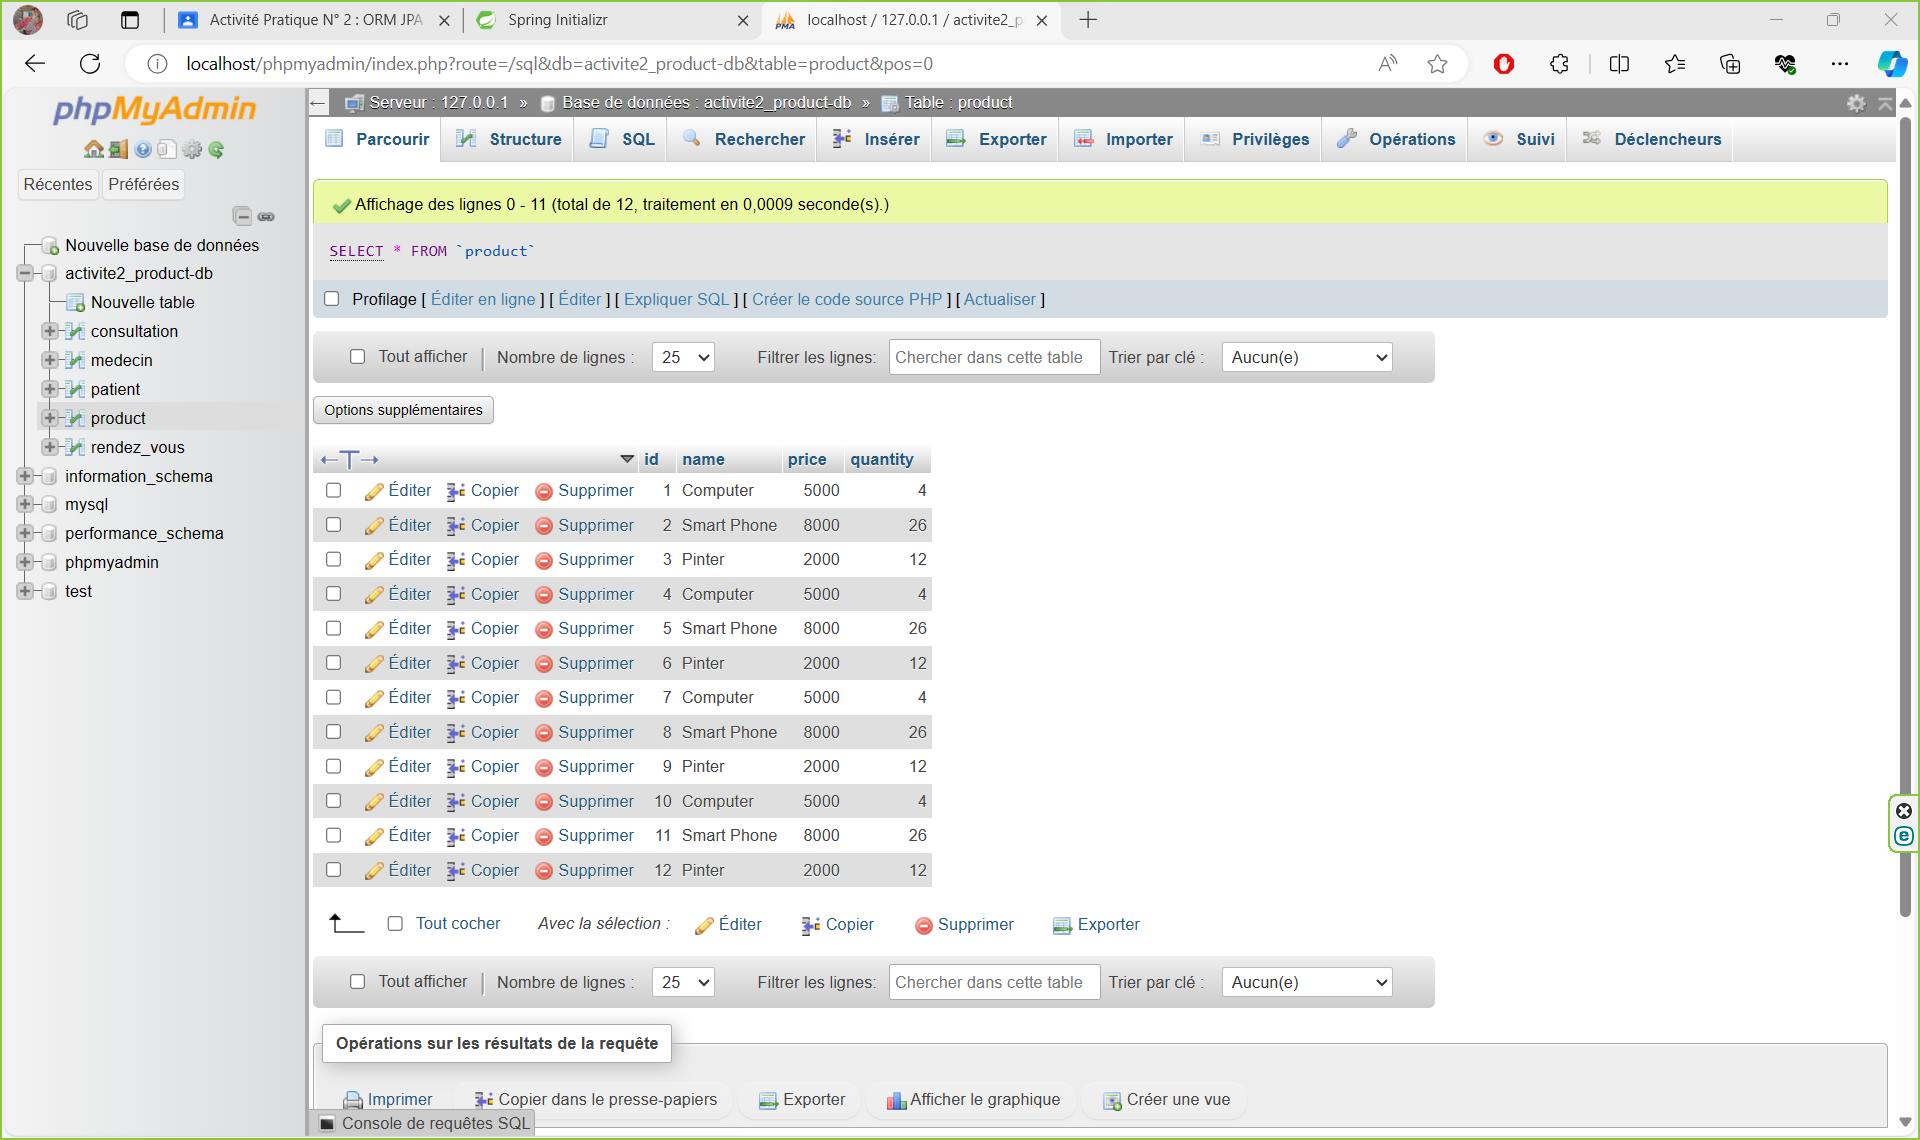 Activité Pratique N° 2 : ORM JPA
Spring Initializr
localhost / 127.0.0.1 / activite2_p
localhost/phpmyadmin/index.php?route=/sql&db=activite2_product-db&table=product&pos=0
phpMyAdmin
Récentes Préférées
Nouvelle base de données
activite2_product-db
Nouvelle table
consultation
medecin
patient
product
rendez_vous
information_schema
mysql
performance_schema
phpmyadmin
test
Serveur : 127.0.0.1 » Base de données : activite2_product-db » Table : product
Parcourir Structure SQL Rechercher Insérer Exporter Importer Privilèges Opérations Suivi Déclencheurs
Affichage des lignes 0 - 11 (total de 12, traitement en 0,0009 seconde(s).)
SELECT * FROM `product`
Profilage [ Éditer en ligne ] [ Éditer ] [ Expliquer SQL ] [ Créer le code source PHP ] [ Actualiser ]
Tout afficher Nombre de lignes : 25 Filtrer les lignes: Chercher dans cette table Trier par clé : Aucun(e)
Options supplémentaires
←T→ id name price quantity
Éditer Copier Supprimer 1 Computer 5000 4
Éditer Copier Supprimer 2 Smart Phone 8000 26
Éditer Copier Supprimer 3 Pinter 2000 12
Éditer Copier Supprimer 4 Computer 5000 4
Éditer Copier Supprimer 5 Smart Phone 8000 26
Éditer Copier Supprimer 6 Pinter 2000 12
Éditer Copier Supprimer 7 Computer 5000 4
Éditer Copier Supprimer 8 Smart Phone 8000 26
Éditer Copier Supprimer 9 Pinter 2000 12
Éditer Copier Supprimer 10 Computer 5000 4
Éditer Copier Supprimer 11 Smart Phone 8000 26
Éditer Copier Supprimer 12 Pinter 2000 12
Tout cocher Avec la sélection : Éditer Copier Supprimer Exporter
Tout afficher Nombre de lignes : 25 Filtrer les lignes: Chercher dans cette table Trier par clé : Aucun(e)
Opérations sur les résultats de la requête
Imprimer Copier dans le presse-papiers Exporter Afficher le graphique Créer une vue
Console de requêtes SQL